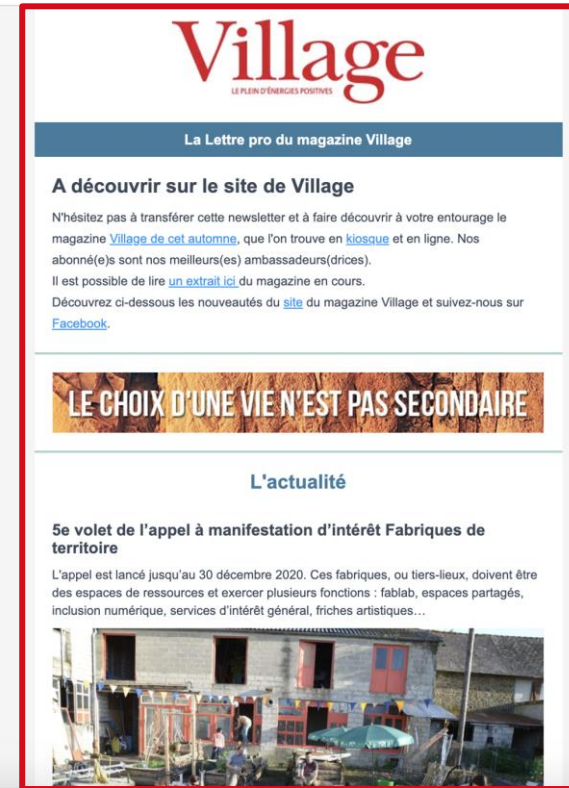 Village
LE PLEIN D'ÉNERGIES POSITIVES
La Lettre pro du magazine Village
A découvrir sur le site de Village
N'hésitez pas à transférer cette newsletter et à faire découvrir à votre entourage le
magazine Village de cet automne, que l'on trouve en kiosque et en ligne. Nos
abonné(e)s sont nos meilleurs(es) ambassadeurs(drices).
Il est possible de lire un extrait ici du magazine en cours.
Découvrez ci-dessous les nouveautés du site du magazine Village et suivez-nous sur
Facebook.
LE CHOIX D'UNE VIE N'EST PAS SECONDAIRE
L'actualité
5e volet de l’appel à manifestation d’intérêt Fabriques de
territoire
L'appel est lancé jusqu’au 30 décembre 2020. Ces fabriques, ou tiers-lieux, doivent être
des espaces de ressources et exercer plusieurs fonctions : fablab, espaces partagés,
inclusion numérique, services d’intérêt général, friches artistiques…